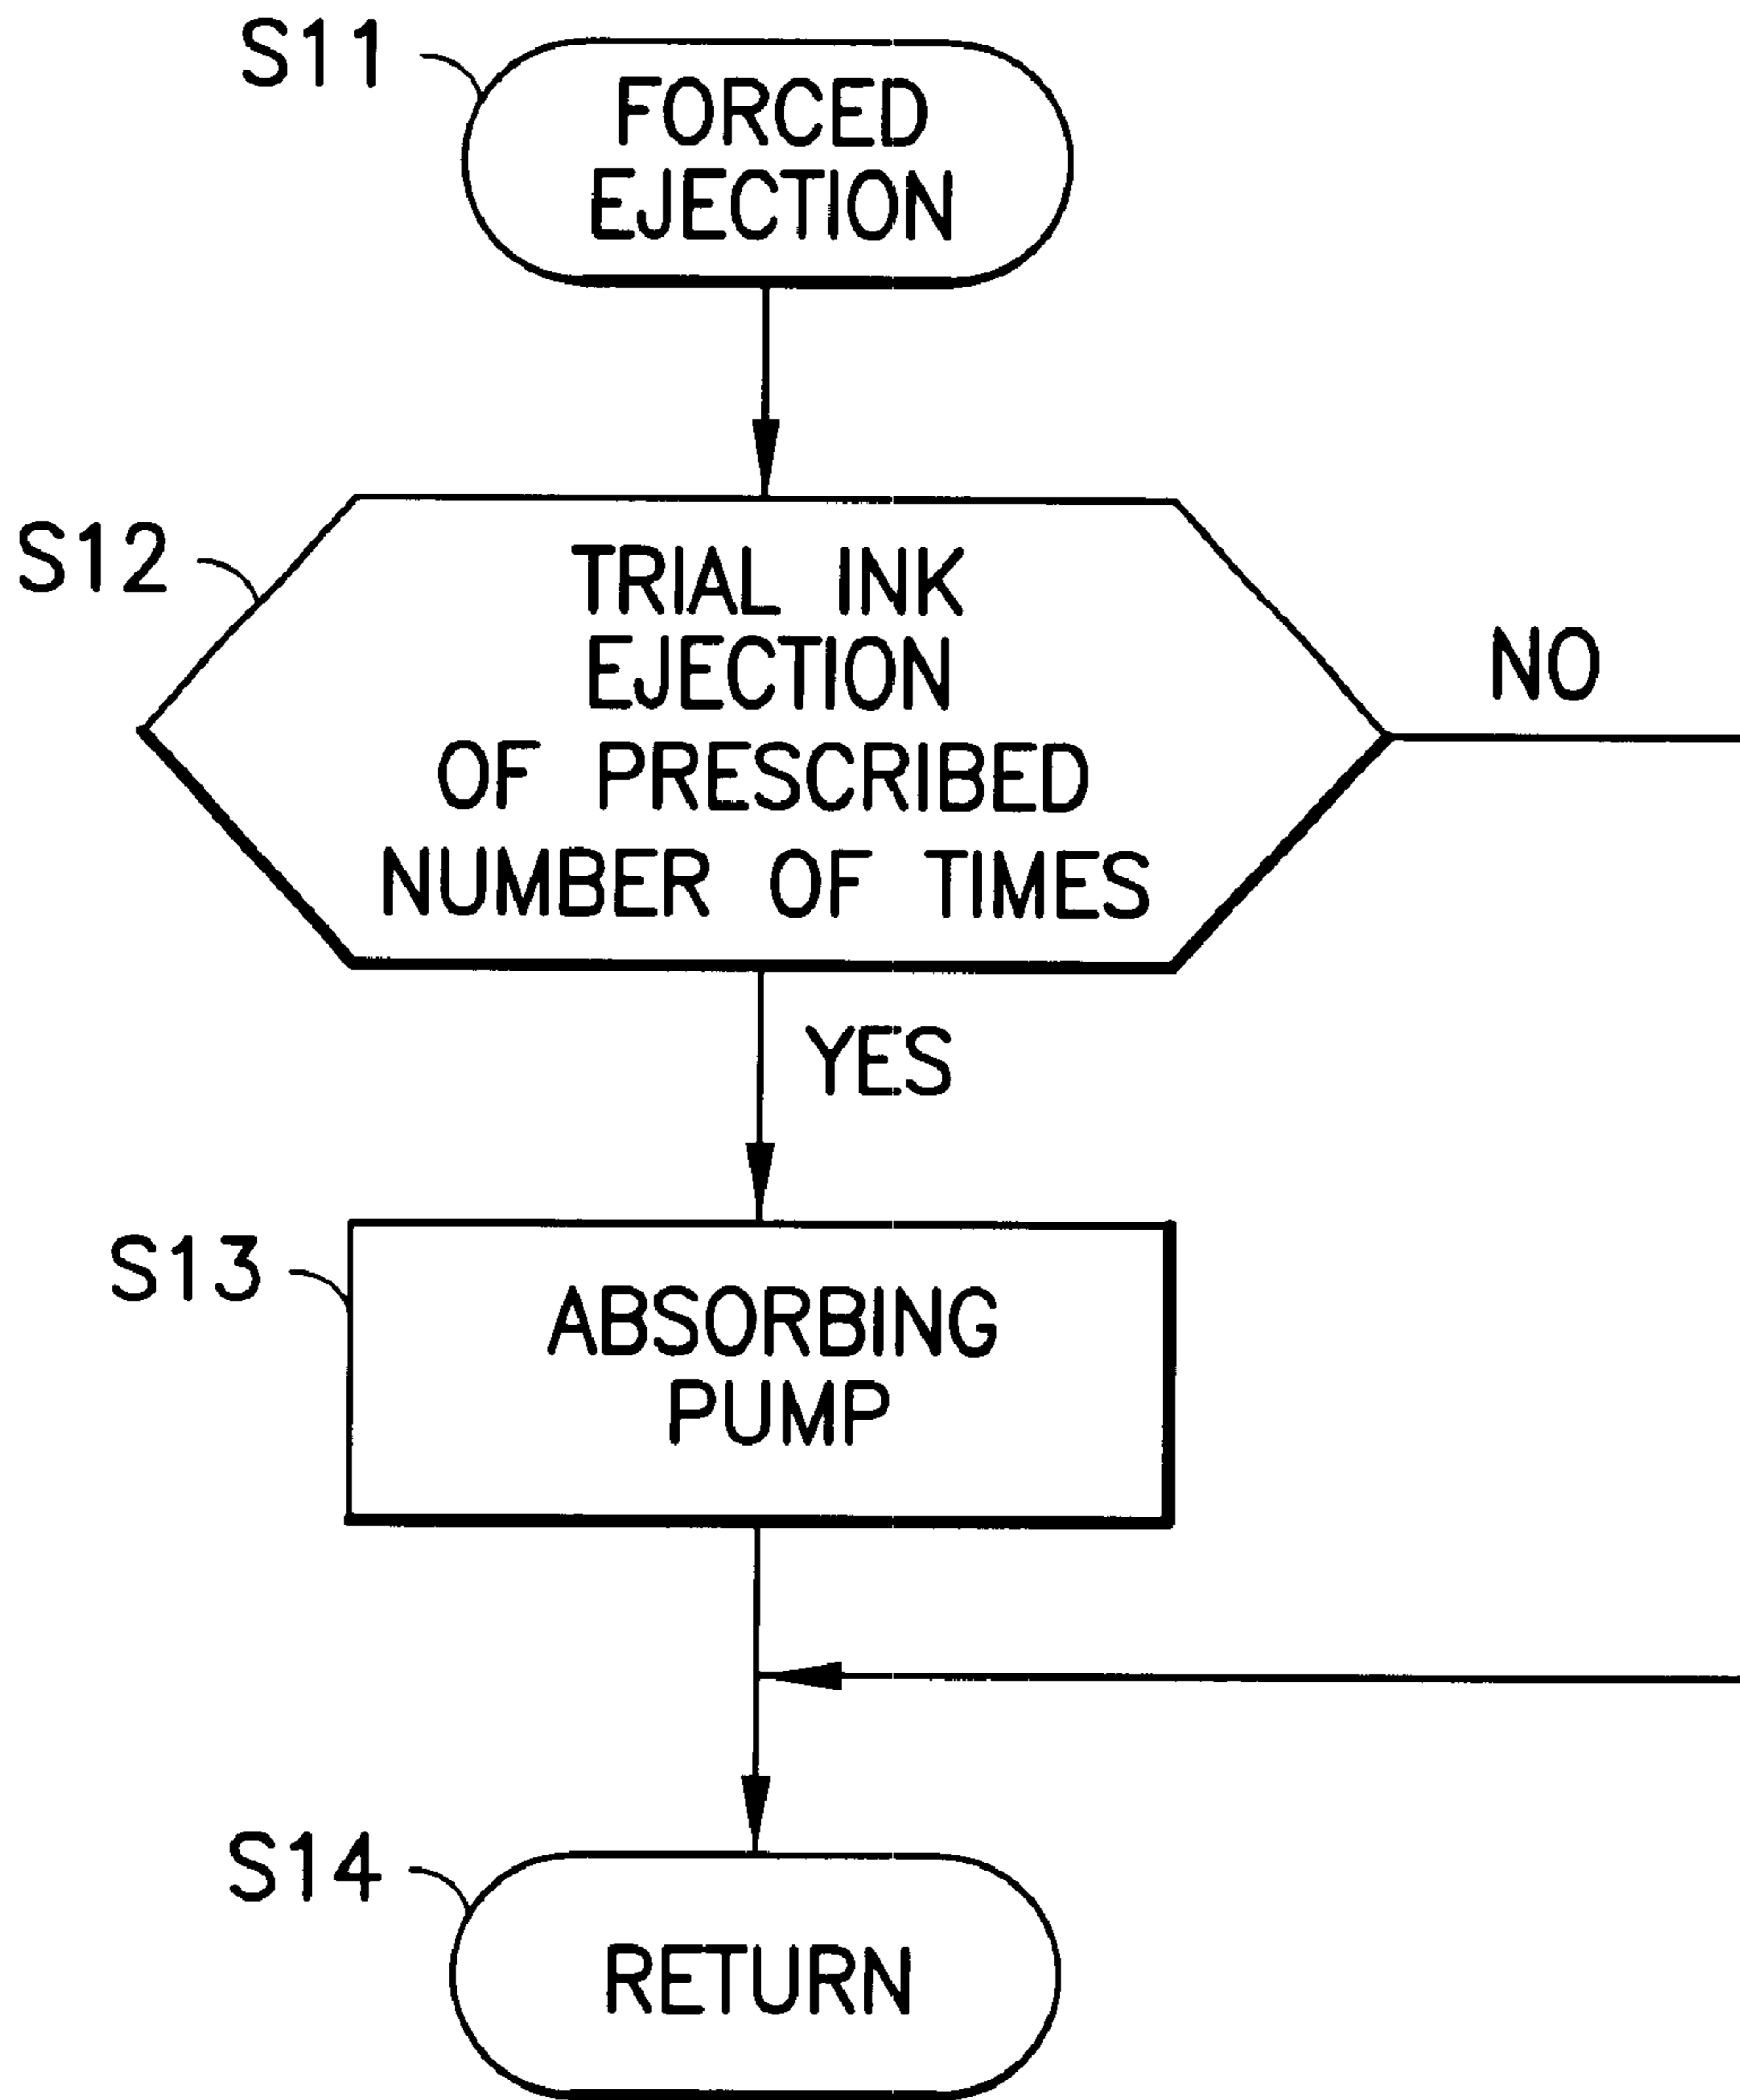 S11
FORCED
EJECTION
S12
TRIAL INK
EJECTION
OF PRESCRIBED
NUMBER OF TIMES
NO
YES
S13
ABSORBING
PUMP
S14
RETURN